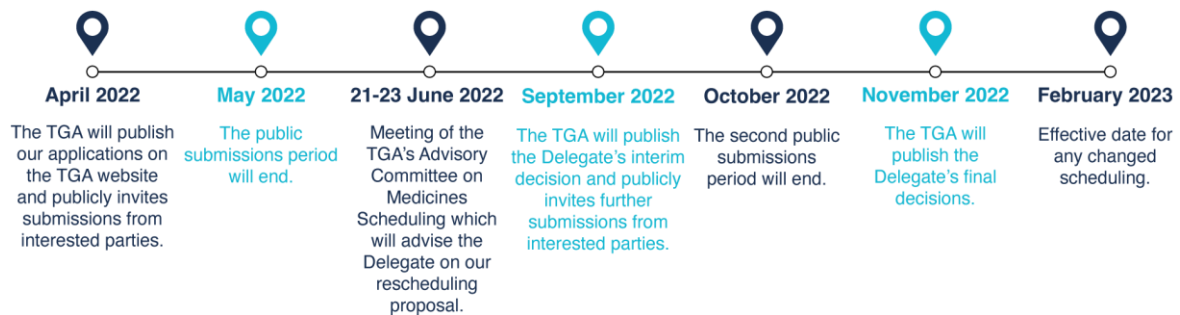 April 2022
The TGA will publish
our applications on
the TGA website
and publicly invites
submissions from
interested parties.
May 2022
The public
submissions period
will end.
21-23 June 2022
Meeting of the
TGA's Advisory
Committee on
Medicines
Scheduling which
will advise the
Delegate on our
rescheduling
proposal.
September 2022
The TGA will publish
the Delegate's interim
decision and publicly
invites further
submissions from
interested parties.
October 2022
The second public
submissions
period will end.
November 2022
The TGA will
publish the
Delegate's final
decisions.
February 2023
Effective date for
any changed
scheduling.